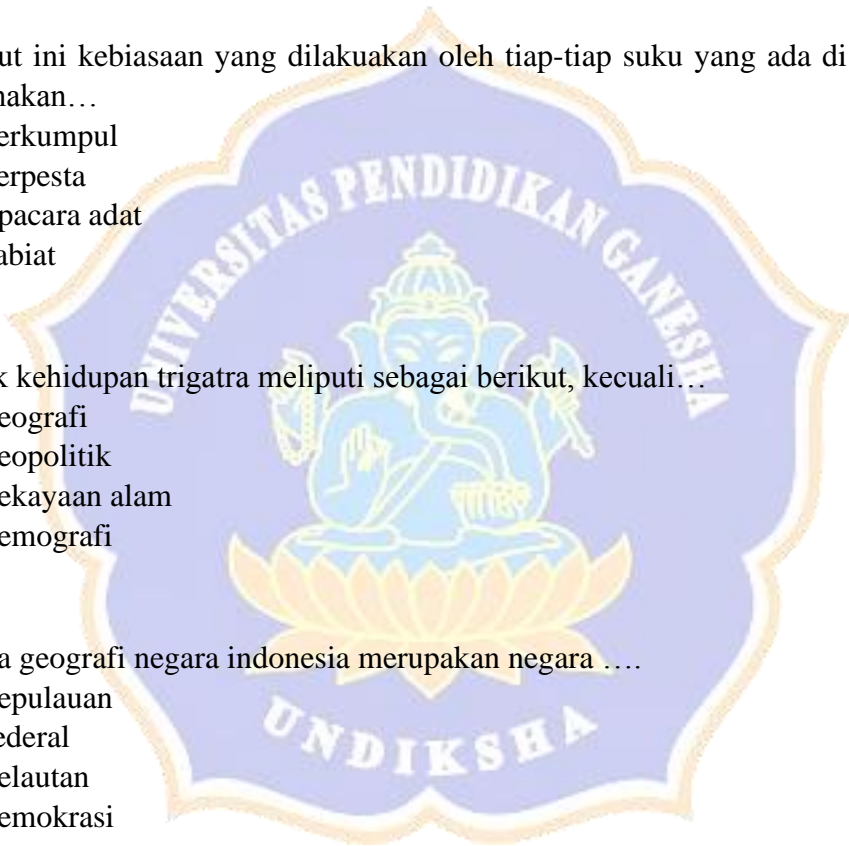 ut ini kebiasaan yang dilakuakan oleh tiap-tiap suku yang ada di
nakan…
erkumpul
erpesta
pacara adat
abiat
UNIVERSITAS PENDIDIKAN GANESHA
k kehidupan trigatra meliputi sebagai berikut, kecuali…
eografi
eopolitik
ekayaan alam
emografi
a geografi negara indonesia merupakan negara ….
epulauan
ederal
elautan
emokrasi
UNDIKSHA